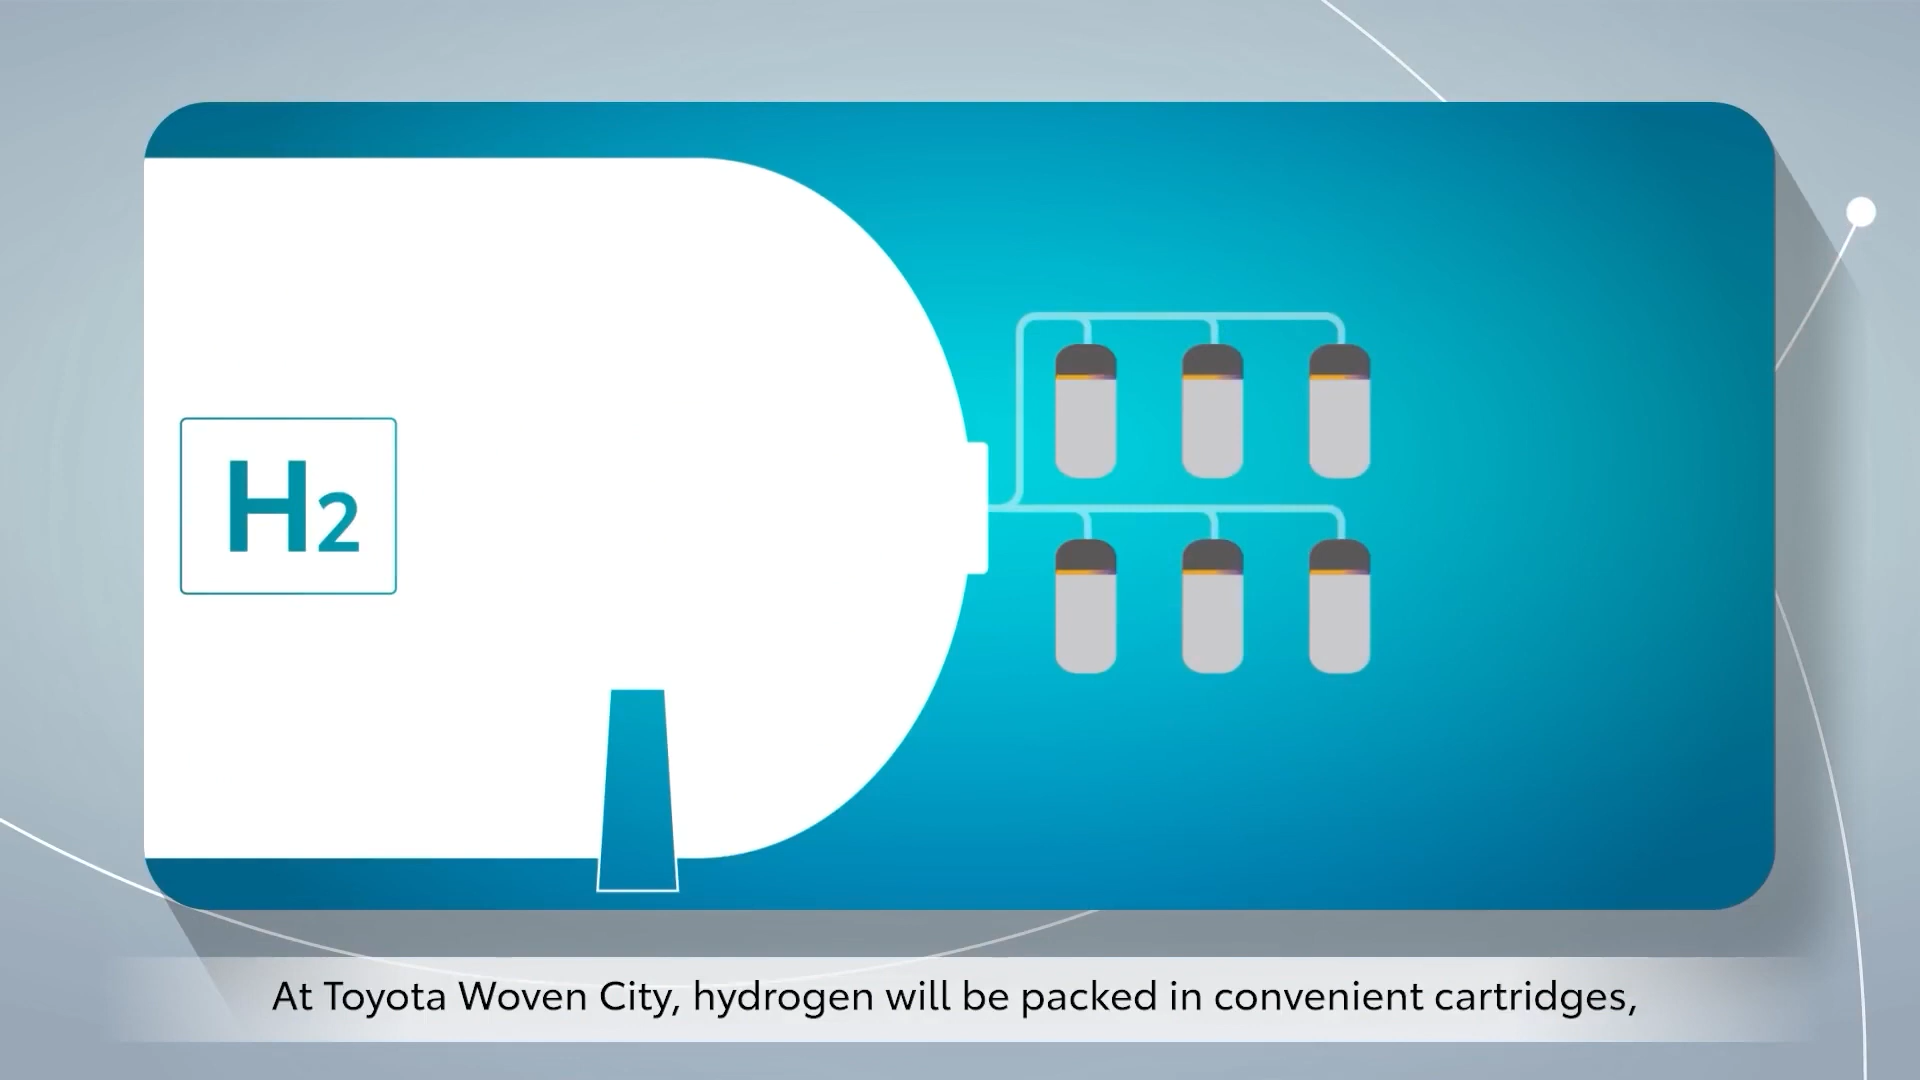 H2
At Toyota Woven City, hydrogen will be packed in convenient cartridges,